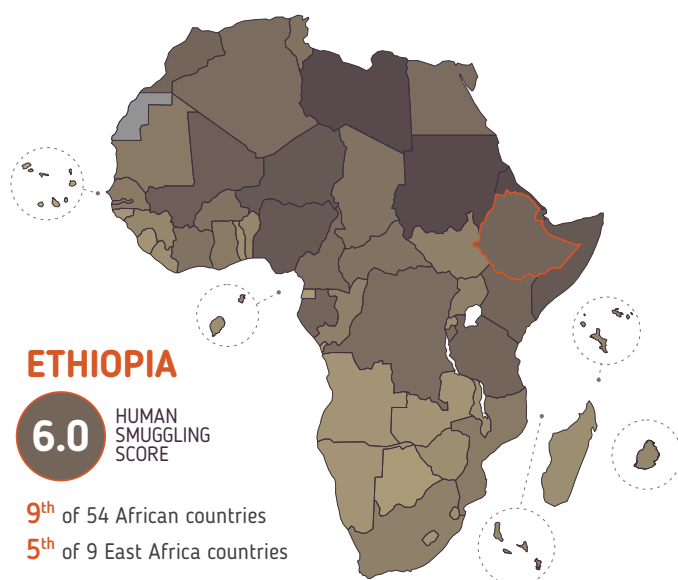 ETHIOPIA
6.0
HUMAN
SMUGGLING
SCORE
9th of 54 African countries
5th of 9 East Africa countries